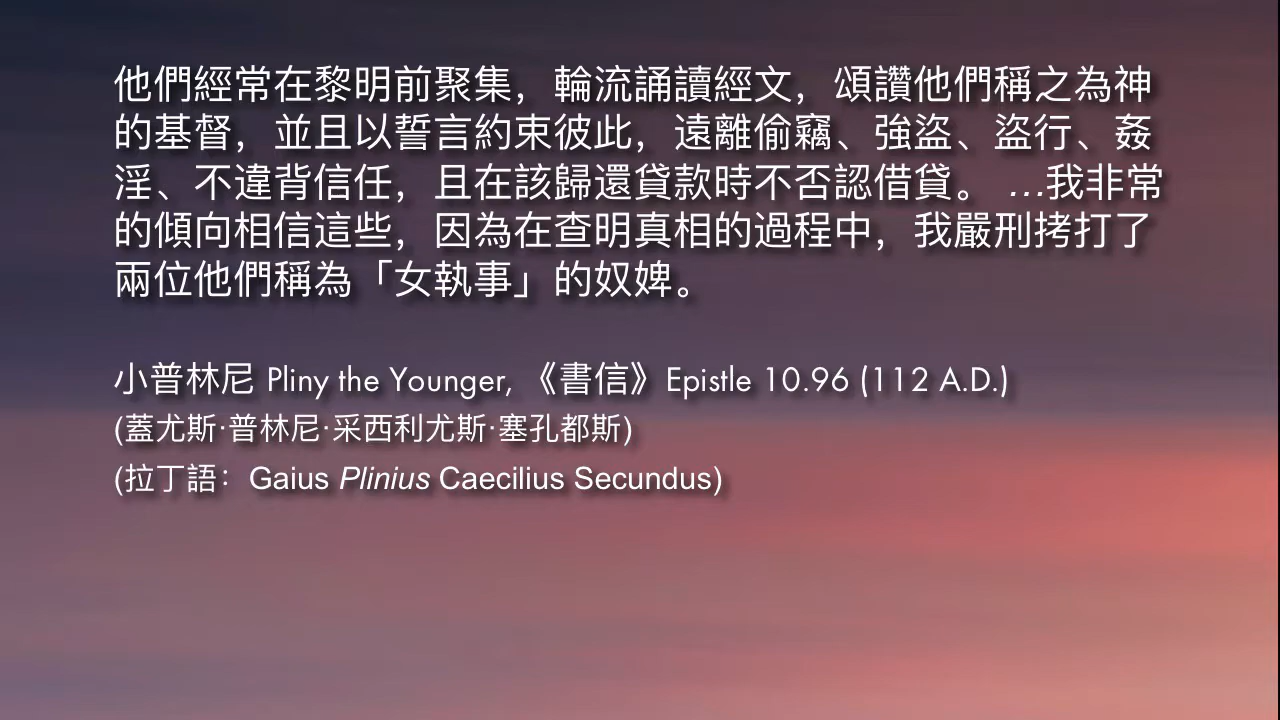 他們經常在黎明前聚集，輪流誦讀經文，頌讚他們稱之為神
的基督，並且以誓言約束彼此，遠離偷竊、強盜、盜行、姦
淫、不違背信任，且在該歸還貸款時不否認借貸。 …我非常
的傾向相信這些，因為在查明真相的過程中，我嚴刑拷打了
兩位他們稱為「女執事」的奴婢。
小普林尼 Pliny the Younger, 《書信》Epistle 10.96 (112 A.D.)
(蓋尤斯·普林尼·采西利尤斯·塞孔都斯)
(拉丁語：Gaius Plinius Caecilius Secundus)